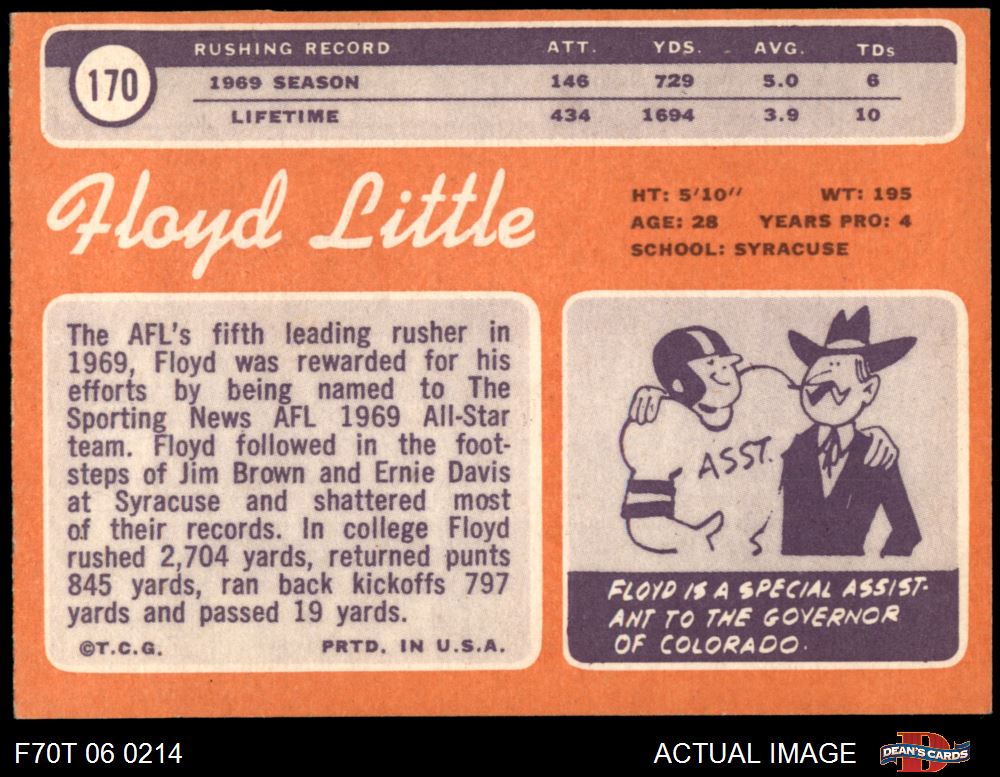 170
RUSHING RECORD ATT. YDS. AVG. TDs
1969 SEASON 146 729 5.0 6
LIFETIME 434 1694 3.9 10
Floyd Little
HT: 5'10" WT: 195
AGE: 28 YEARS PRO: 4
SCHOOL: SYRACUSE
The AFL's fifth leading rusher in
1969, Floyd was rewarded for his
efforts by being named to The
Sporting News AFL 1969 All-Star
team. Floyd followed in the foot-
steps of Jim Brown and Ernie Davis
at Syracuse and shattered most
of their records. In college Floyd
rushed 2,704 yards, returned punts
845 yards, ran back kickoffs 797
yards and passed 19 yards.
©T.C.G. PRTD. IN U.S.A.
ASST.
FLOYD IS A SPECIAL ASSIST-
ANT TO THE GOVERNOR
OF COLORADO.
F70T 06 0214
ACTUAL IMAGE
DEAN'S CARDS